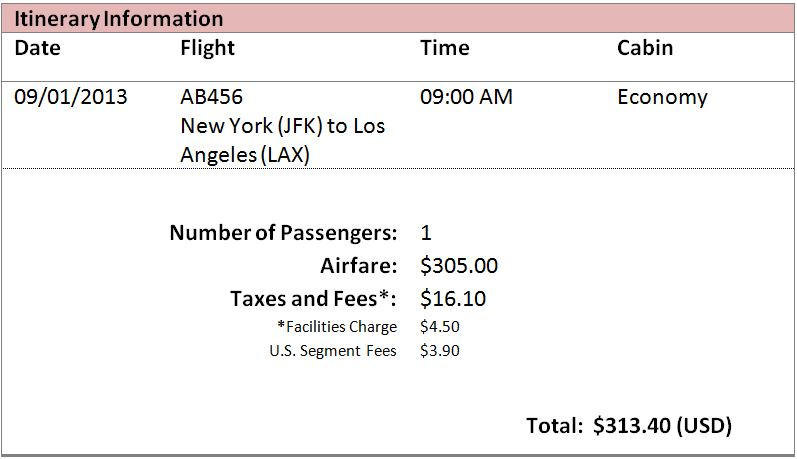 Itinerary Information
Date Flight Time Cabin
09/01/2013 AB456 09:00 AM Economy
New York (JFK) to Los
Angeles (LAX)
Number of Passengers: 1
Airfare: $305.00
Taxes and Fees*: $16.10
*Facilities Charge $4.50
U.S. Segment Fees $3.90
Total: $313.40 (USD)